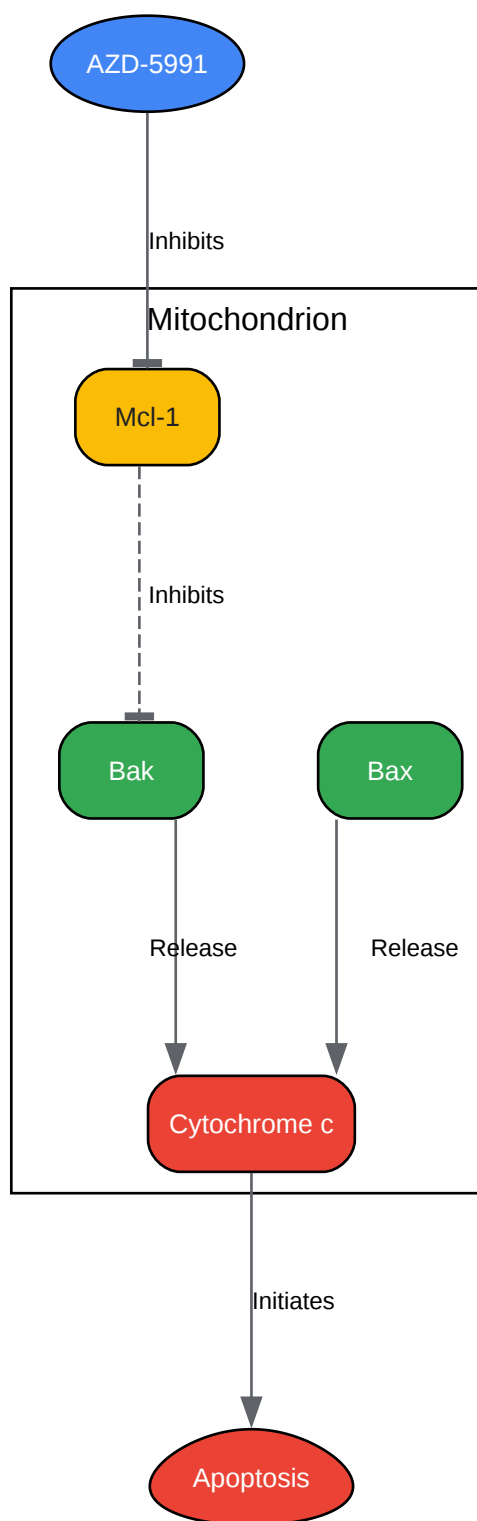 AZD-5991
Inhibits
Mitochondrion
Mcl-1
Inhibits
Bak
Bax
Release
Release
Cytochrome c
Initiates
Apoptosis